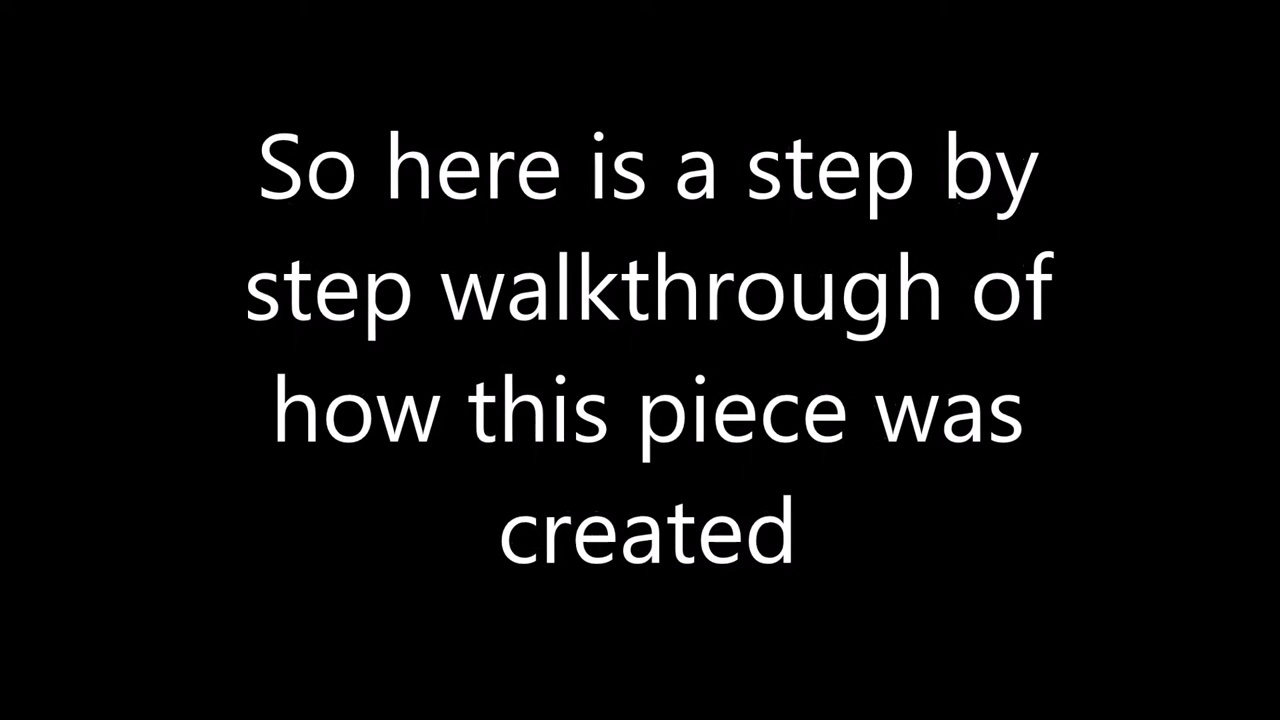 So here is a step by
step walkthrough of
how this piece was
created